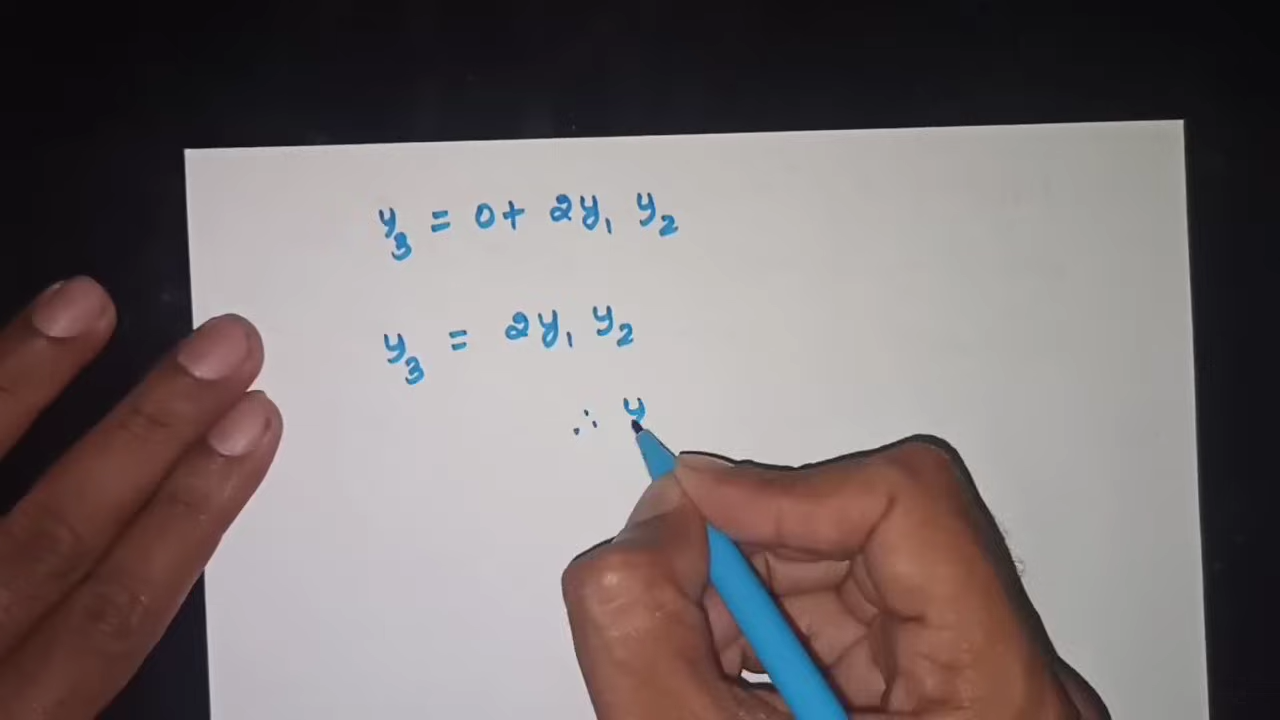 y₃ = 0 + 2y₁ y₂
y₃ = 2y₁ y₂
∴ y